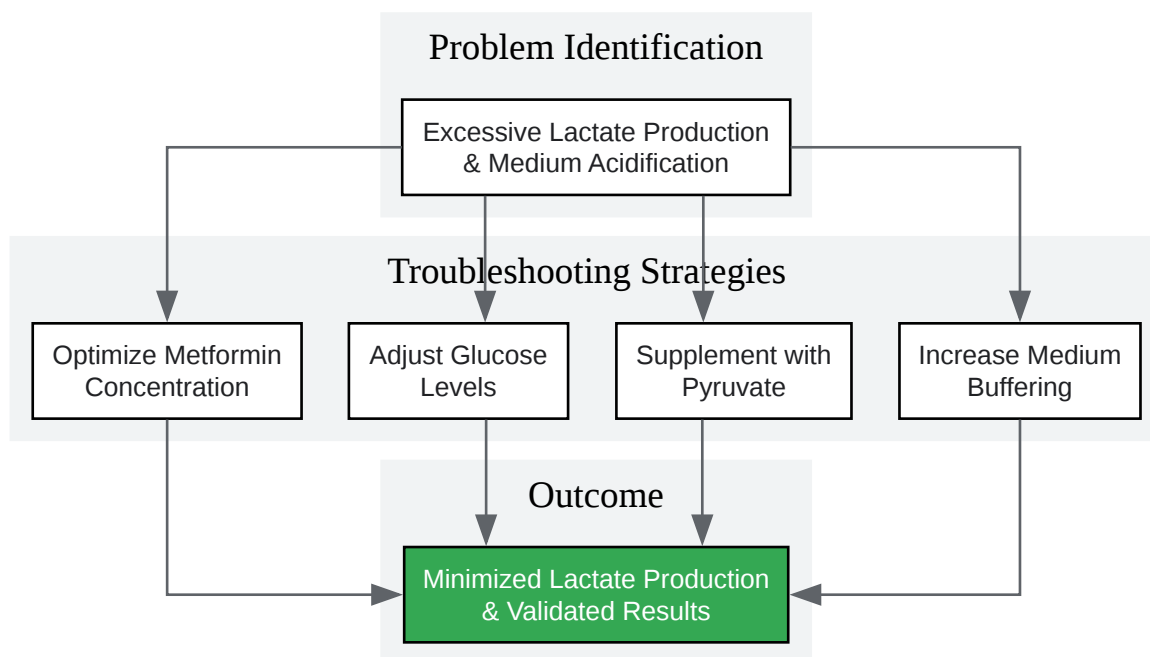 Problem Identification
Excessive Lactate Production
& Medium Acidification
Troubleshooting Strategies
Optimize Metformin
Concentration
Adjust Glucose
Levels
Supplement with
Pyruvate
Increase Medium
Buffering
Outcome
Minimized Lactate Production
& Validated Results